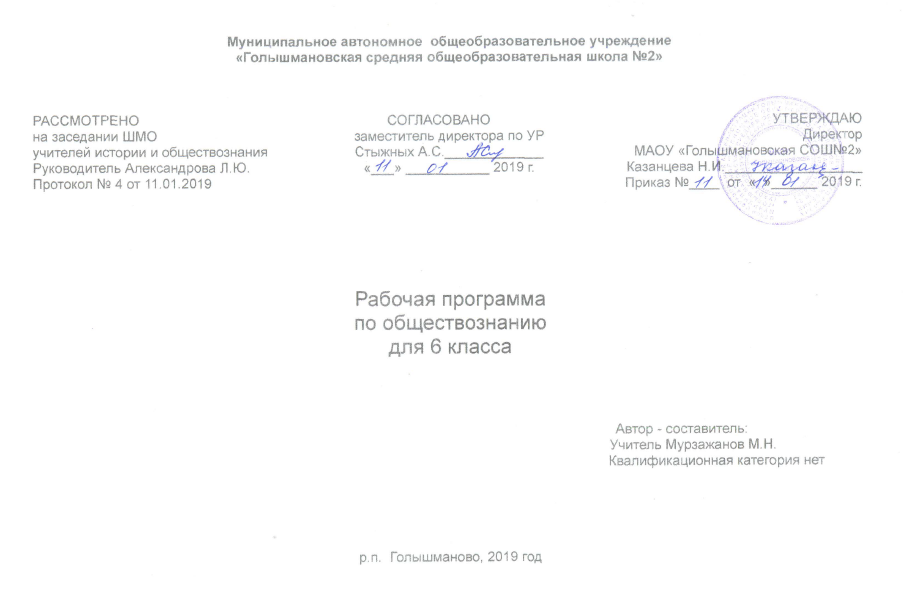 Муниципальное автономное общеобразовательное учреждение
«Голышмановская средняя общеобразовательная школа №2»
РАССМОТРЕНО
на заседании ШМО
учителей истории и обществознания
Руководитель Александрова Л.Ю.
Протокол № 4 от 11.01.2019
СОГЛАСОВАНО
заместитель директора по УР
Стыжных А.С.
« 11 » 01 2019 г.
УТВЕРЖДАЮ
Директор
МАОУ «Голышмановская СОШ№2»
Казанцева Н.И.
Приказ № 11 от « » 01 2019 г.
Рабочая программа
по обществознанию
для 6 класса
Автор - составитель:
Учитель Мурзажанов М.Н.
Квалификационная категория нет
р.п. Голышманово, 2019 год